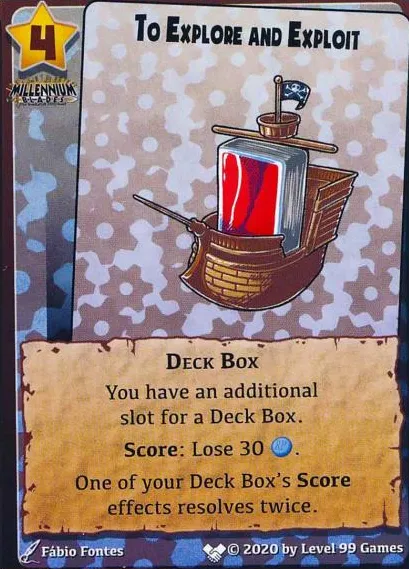 4
To Explore and Exploit
MILLENNIUM
BLADES
Deck Box
You have an additional
slot for a Deck Box.
Score: Lose 30 .
One of your Deck Box's Score
effects resolves twice.
Fábio Fontes
© 2020 by Level 99 Games